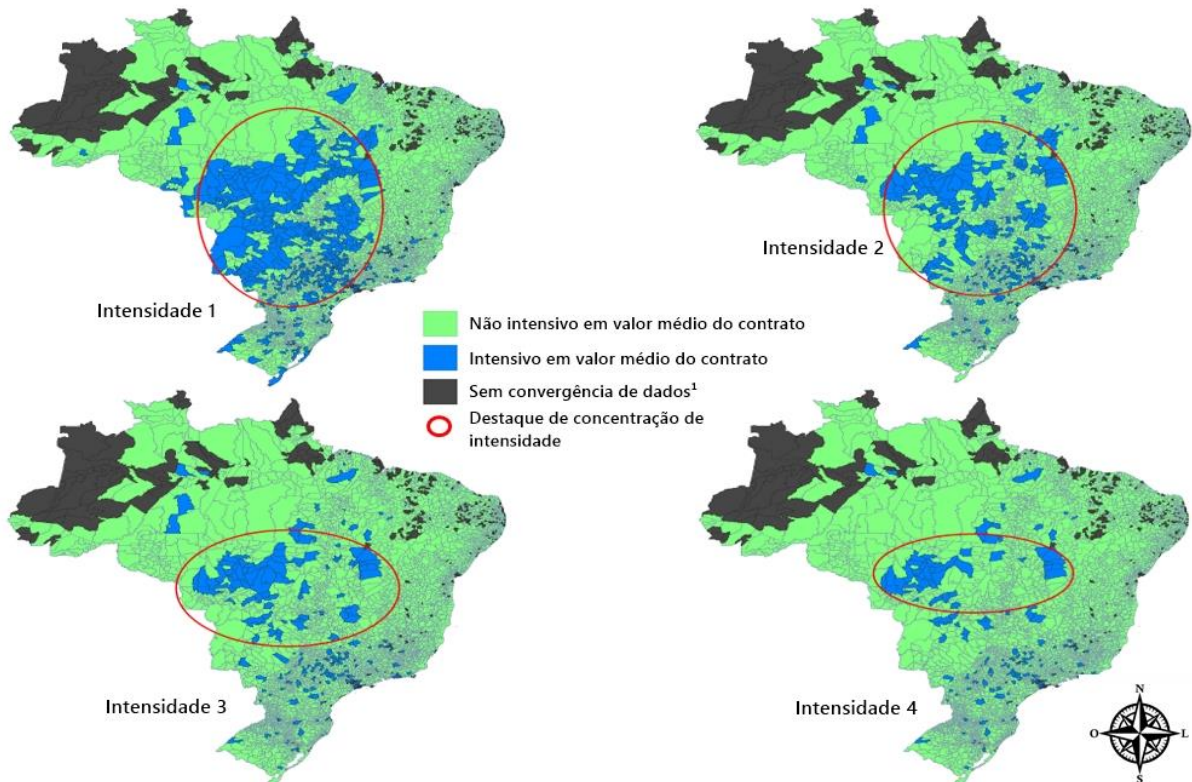 Intensidade 1
Intensidade 2
Não intensivo em valor médio do contrato
Intensivo em valor médio do contrato
Sem convergência de dados¹
Destaque de concentração de
intensidade
Intensidade 3
Intensidade 4
N
O
L
S